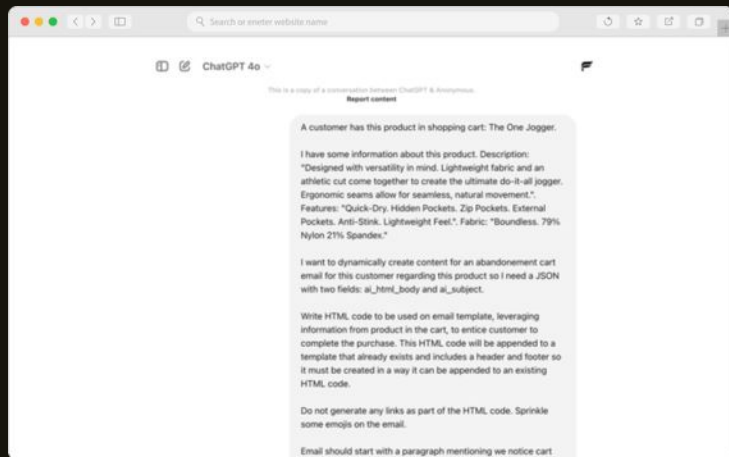 Search or eneter website name
ChatGPT 4o
This is a copy of a conversation between ChatGPT & Anonymous.
Report content
A customer has this product in shopping cart: The One Jogger.
I have some information about this product. Description:
"Designed with versatility in mind. Lightweight fabric and an
athletic cut come together to create the ultimate do-it-all jogger.
Ergonomic seams allow for seamless, natural movement.".
Features: "Quick-Dry. Hidden Pockets. Zip Pockets. External
Pockets. Anti-Stink. Lightweight Feel.". Fabric: "Boundless. 79%
Nylon 21% Spandex."
I want to dynamically create content for an abandonement cart
email for this customer regarding this product so I need a JSON
with two fields: ai_html_body and ai_subject.
Write HTML code to be used on email template, leveraging
information from product in the cart, to entice customer to
complete the purchase. This HTML code will be appended to a
template that already exists and includes a header and footer so
it must be created in a way it can be appended to an existing
HTML code.
Do not generate any links as part of the HTML code. Sprinkle
some emojis on the email.
Email should start with a paragraph mentioning we notice cart